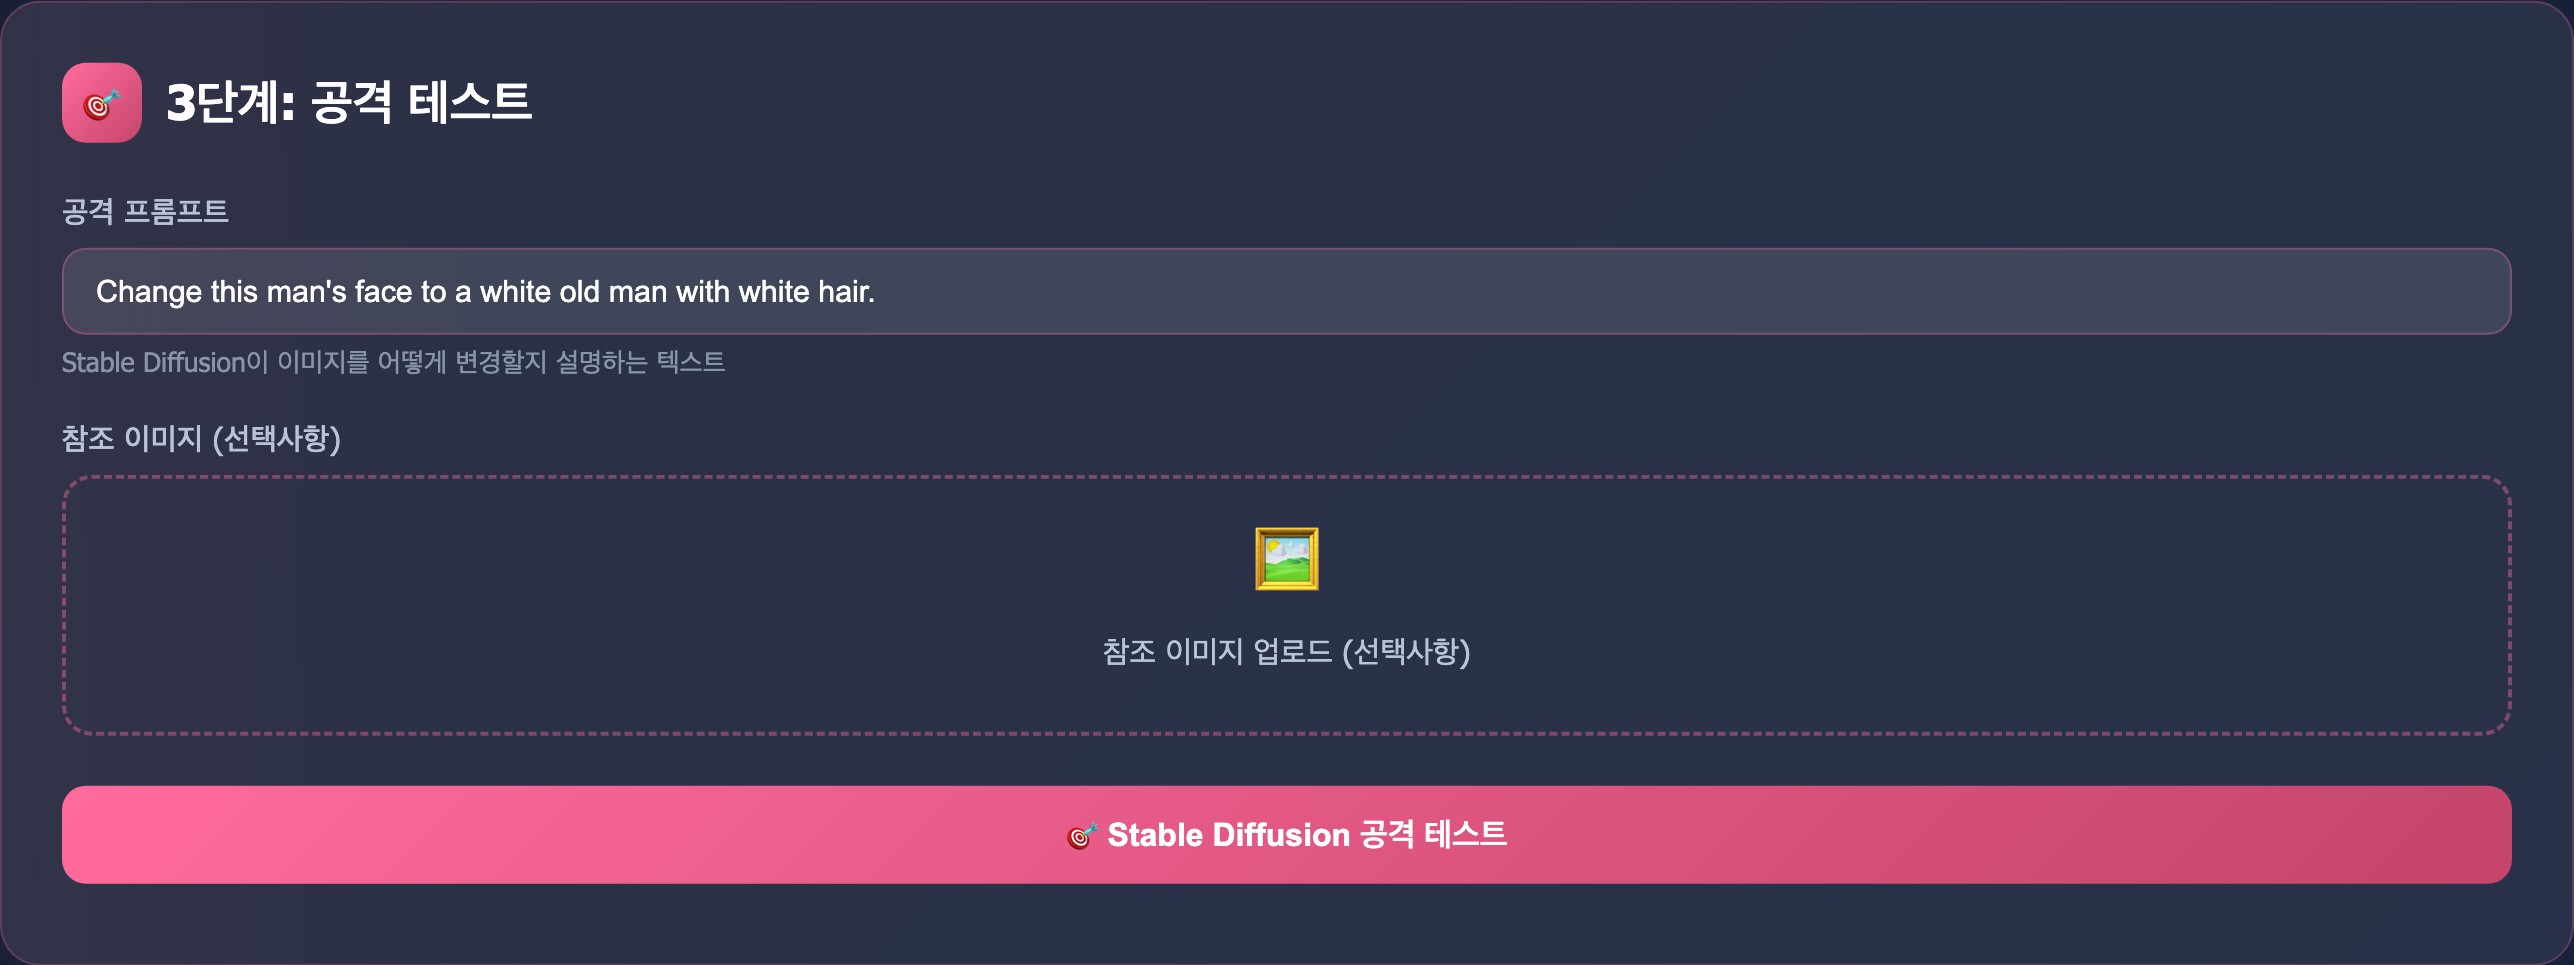 3단계: 공격 테스트
공격 프롬프트
Change this man's face to a white old man with white hair.
Stable Diffusion이 이미지를 어떻게 변경할지 설명하는 텍스트
참조 이미지 (선택사항)
참조 이미지 업로드 (선택사항)
Stable Diffusion 공격 테스트